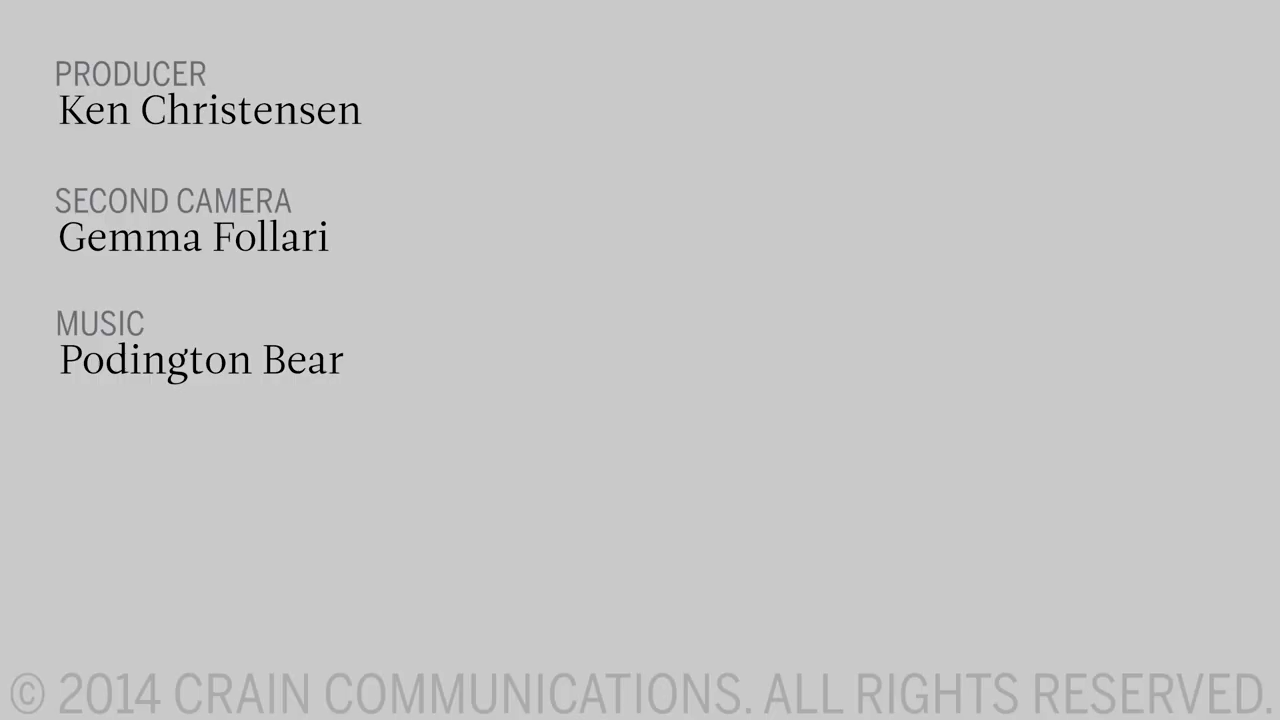 PRODUCER
Ken Christensen
SECOND CAMERA
Gemma Follari
MUSIC
Podington Bear
© 2014 CRAIN COMMUNICATIONS. ALL RIGHTS RESERVED.